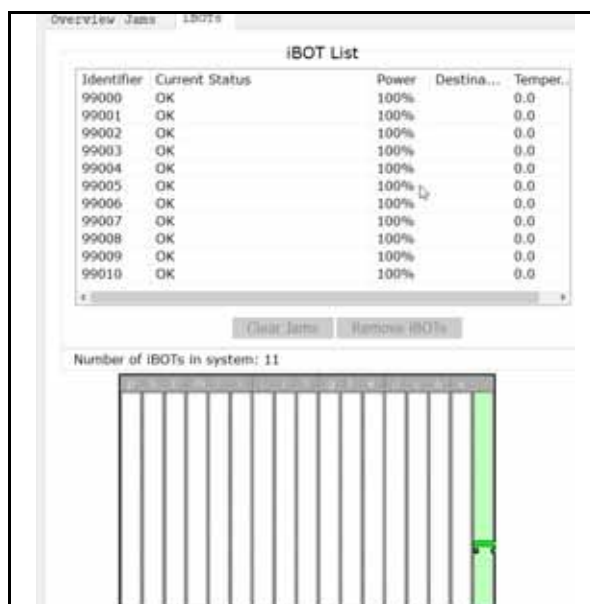 Overview Jams iBOTs
iBOT List
Identifier Current Status Power Destina... Temper..
99000 OK 100% 0.0
99001 OK 100% 0.0
99002 OK 100% 0.0
99003 OK 100% 0.0
99004 OK 100% 0.0
99005 OK 100% 0.0
99006 OK 100% 0.0
99007 OK 100% 0.0
99008 OK 100% 0.0
99009 OK 100% 0.0
99010 OK 100% 0.0
Clear Jams Remove iBOTs
Number of iBOTs in system: 11